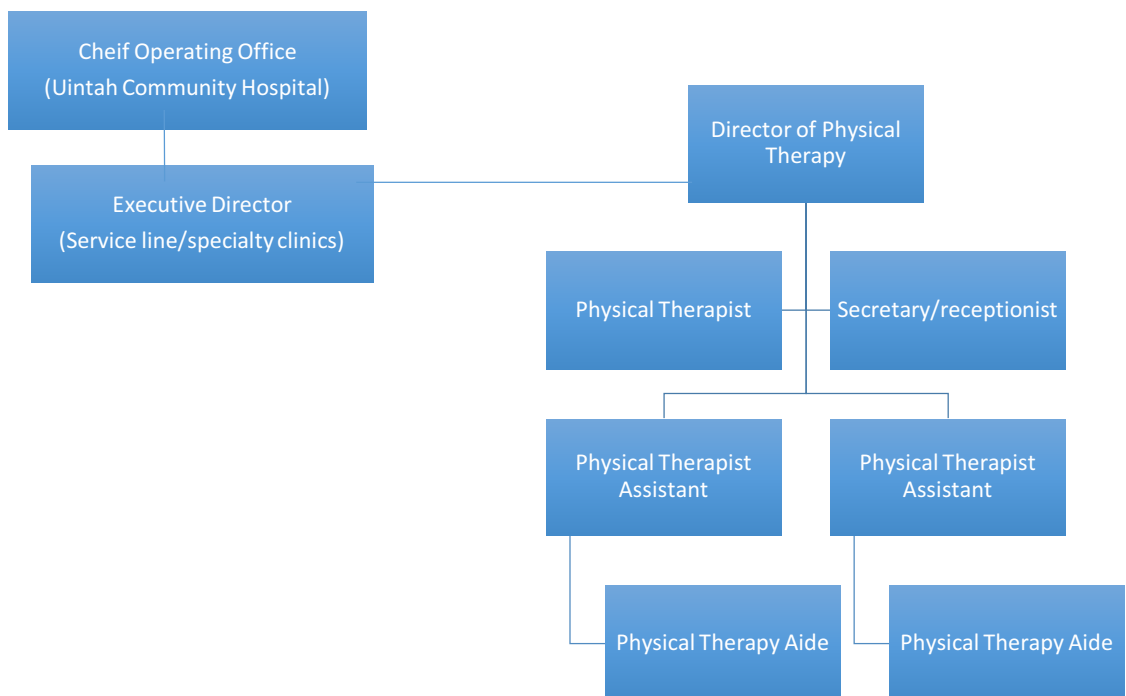 Cheif Operating Office
(Uintah Community Hospital)
Executive Director
(Service line/specialty clinics)
Director of Physical
Therapy
Physical Therapist
Secretary/receptionist
Physical Therapist
Assistant
Physical Therapist
Assistant
Physical Therapy Aide
Physical Therapy Aide